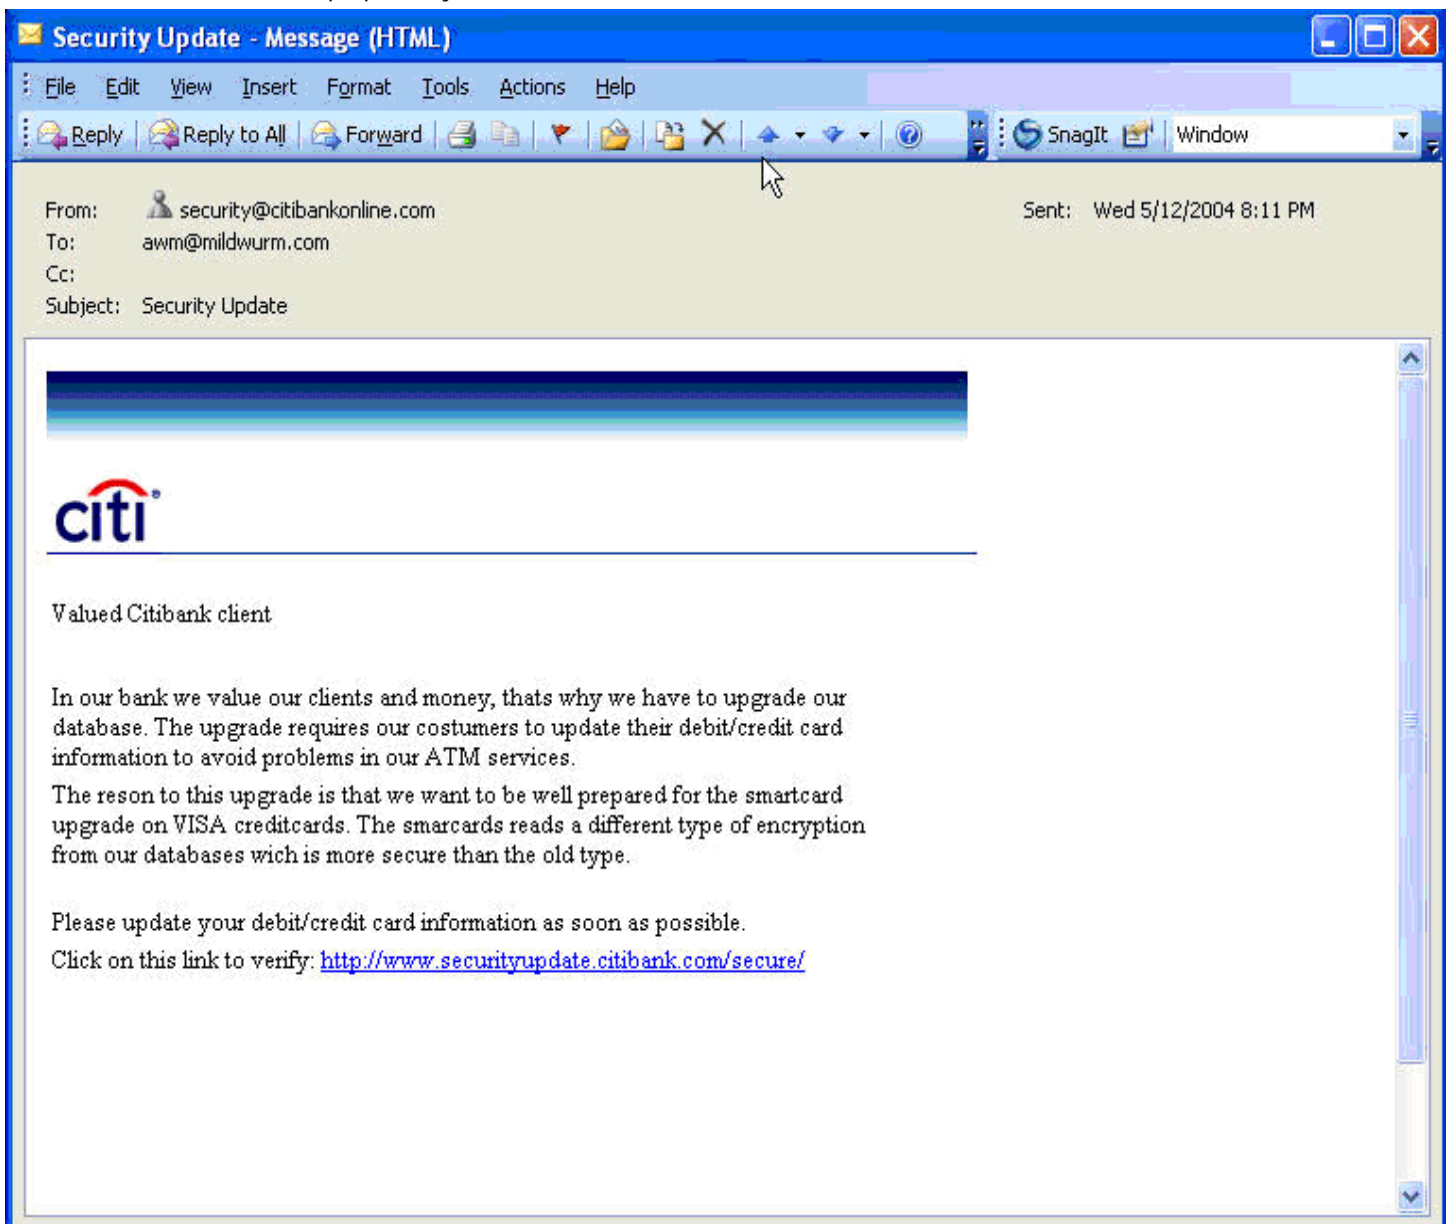 Security Update - Message (HTML)
File Edit View Insert Format Tools Actions Help
Reply Reply to All Forward SnagIt Window
From: security@citibankonline.com Sent: Wed 5/12/2004 8:11 PM
To: awm@mildwurm.com
Cc:
Subject: Security Update
citi®
Valued Citibank client
In our bank we value our clients and money, thats why we have to upgrade our
database. The upgrade requires our costumers to update their debit/credit card
information to avoid problems in our ATM services.
The reson to this upgrade is that we want to be well prepared for the smartcard
upgrade on VISA creditcards. The smarcards reads a different type of encryption
from our databases wich is more secure than the old type.
Please update your debit/credit card information as soon as possible.
Click on this link to verify: http://www.securityupdate.citibank.com/secure/